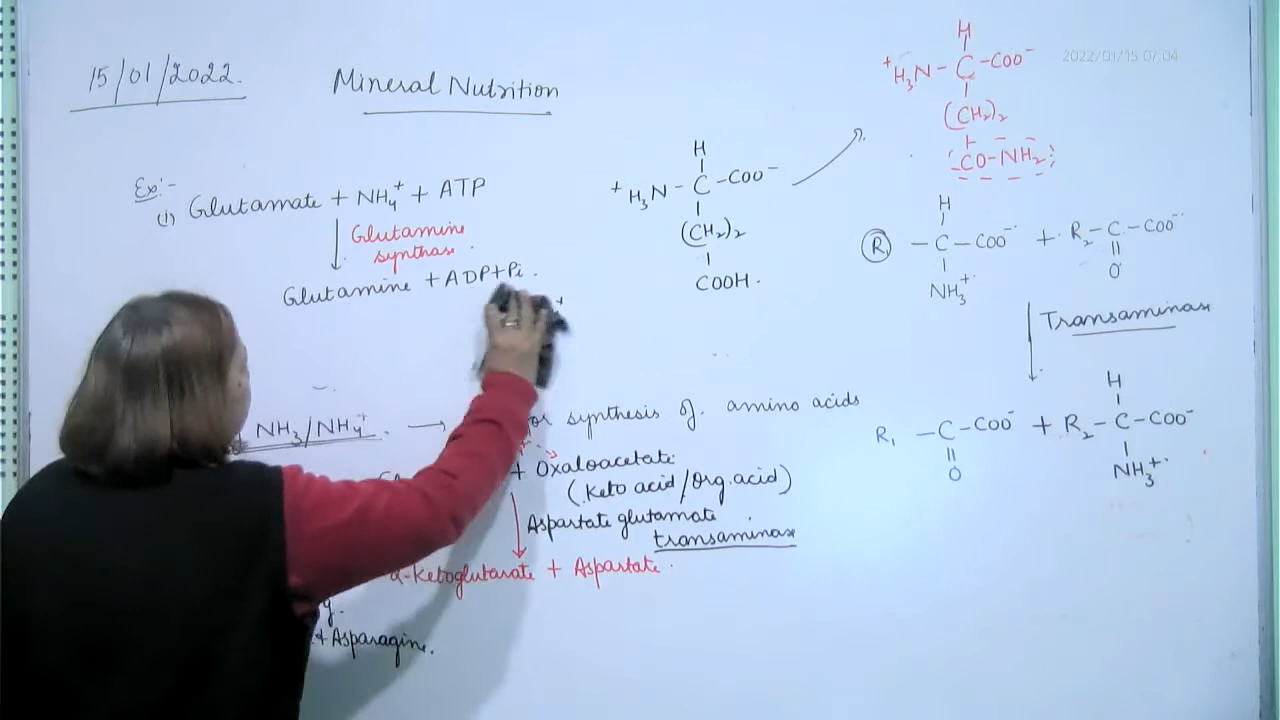 15/01/2022.
Mineral Nutrition
2022/01/15 07:04
Ex:-
(1) Glutamate + NH4+ + ATP
Glutamine
synthase.
Glutamine + ADP+Pi.
H
+H3N - C - COO-
(CH2)2
COOH.
H
+H3N - C - COO-
(CH2)2
CO-NH2
H
R1 - C - COO- + R2 - C - COO-
NH3+ O
Transaminase
H
R1 - C - COO- + R2 - C - COO-
O NH3+
NH3/NH4+ → synthesis of amino acids
+ Oxaloacetate
(Keto acid/Org.acid)
Aspartate glutamate
transaminase
α-Ketoglutarate + Aspartate.
+ Asparagine.